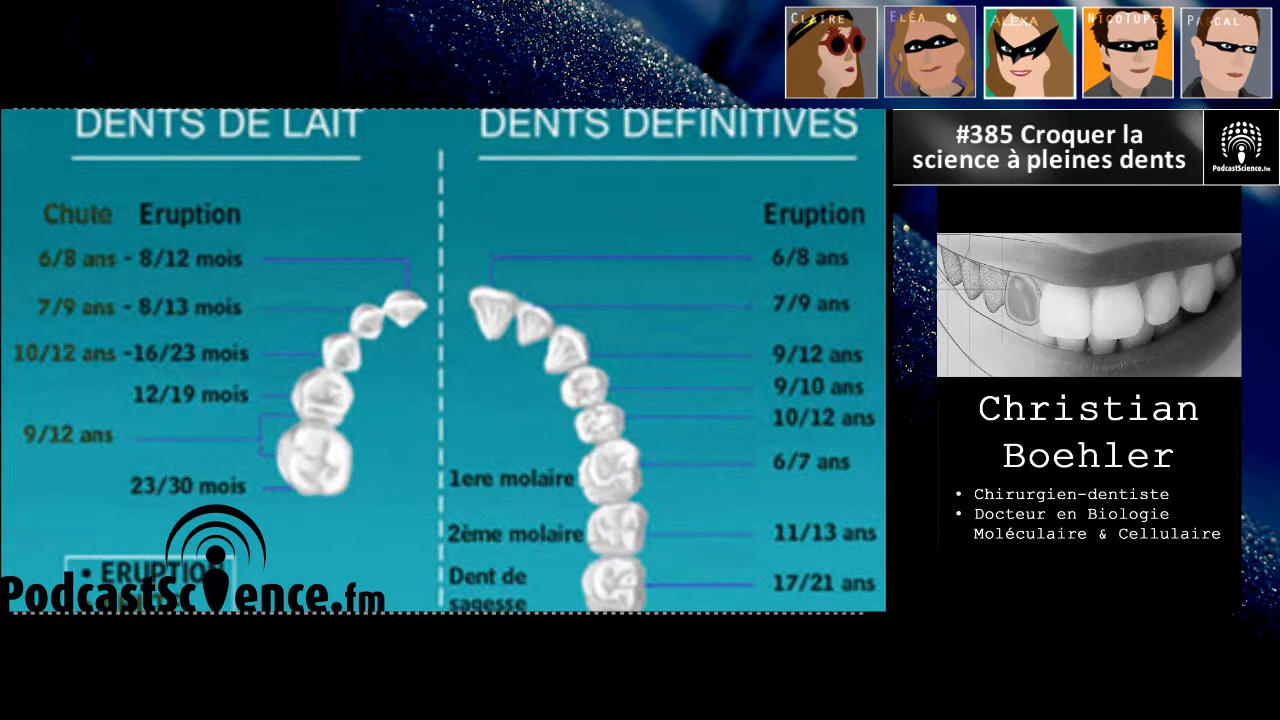 CLAIRE
ELÉA
ALEXA
NICOTUPE
PASCAL
DENTS DE LAIT
DENTS DEFINITIVES
Chute Eruption
6/8 ans - 8/12 mois
7/9 ans - 8/13 mois
10/12 ans -16/23 mois
12/19 mois
9/12 ans
23/30 mois
• ERUPTION
PodcastScience.fm
Eruption
6/8 ans
7/9 ans
9/12 ans
9/10 ans
10/12 ans
6/7 ans
1ere molaire
2ème molaire
11/13 ans
Dent de
sagesse
17/21 ans
#385 Croquer la
science à pleines dents
PodcastScience.fm
Christian
Boehler
• Chirurgien-dentiste
• Docteur en Biologie
Moléculaire & Cellulaire